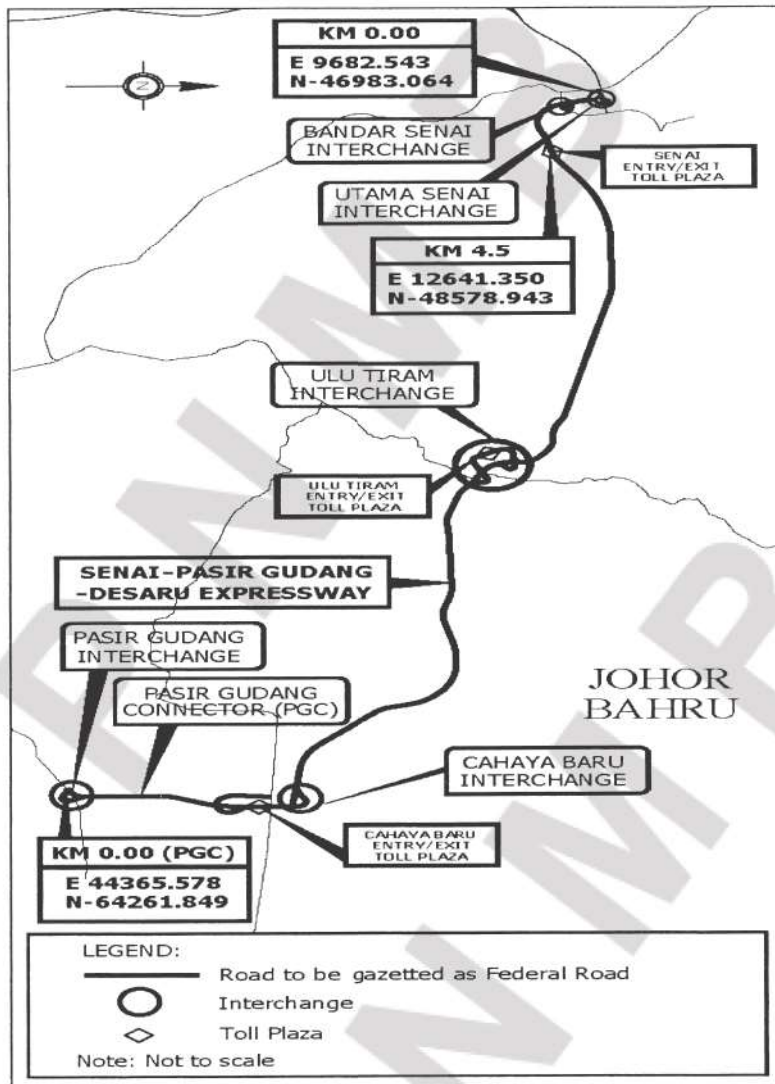 KM 0.00
E 9682.543
N-46983.064
N
BANDAR SENAI
INTERCHANGE
SENAI
ENTRY/EXIT
TOLL PLAZA
UTAMA SENAI
INTERCHANGE
KM 4.5
E 12641.350
N-48578.943
ULU TIRAM
INTERCHANGE
ULU TIRAM
ENTRY/EXIT
TOLL PLAZA
SENAI-PASIR GUDANG
-DESARU EXPRESSWAY
PASIR GUDANG
INTERCHANGE
PASIR GUDANG
CONNECTOR (PGC)
JOHOR
BAHRU
CAHAYA BARU
INTERCHANGE
CAHAYA BARU
ENTRY/EXIT
TOLL PLAZA
KM 0.00 (PGC)
E 44365.578
N-64261.849
LEGEND:
Road to be gazetted as Federal Road
Interchange
Toll Plaza
Note: Not to scale
PNMB
PNMB